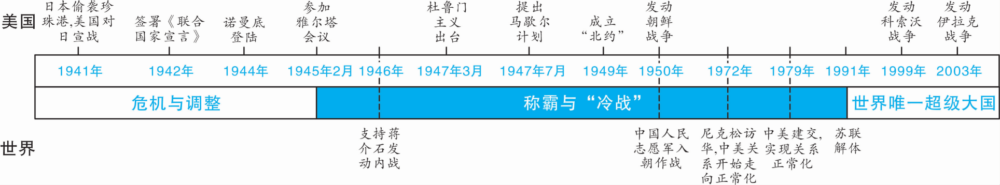 美国
日本偷袭珍
珠港,美国对
日宣战
签署《联合
国家宣言》
诺曼底
登陆
参加
雅尔塔
会议
杜鲁门
主义
出台
提出
马歇尔
计划
成立
“北约”
发动
朝鲜
战争
发动
科索沃
战争
发动
伊拉克
战争
1941年
1942年
1944年
1945年2月
1946年
1947年3月
1947年7月
1949年
1950年
1972年
1979年
1991年
1999年
2003年
危机与调整
称霸与“冷战”
世界唯一超级大国
世界
支持蒋
介石发
动内战
中国人民
志愿军入
朝作战
尼克松访
华,中美关
系开始走
向正常化
中美建交,
实现关系
正常化
苏联
解体